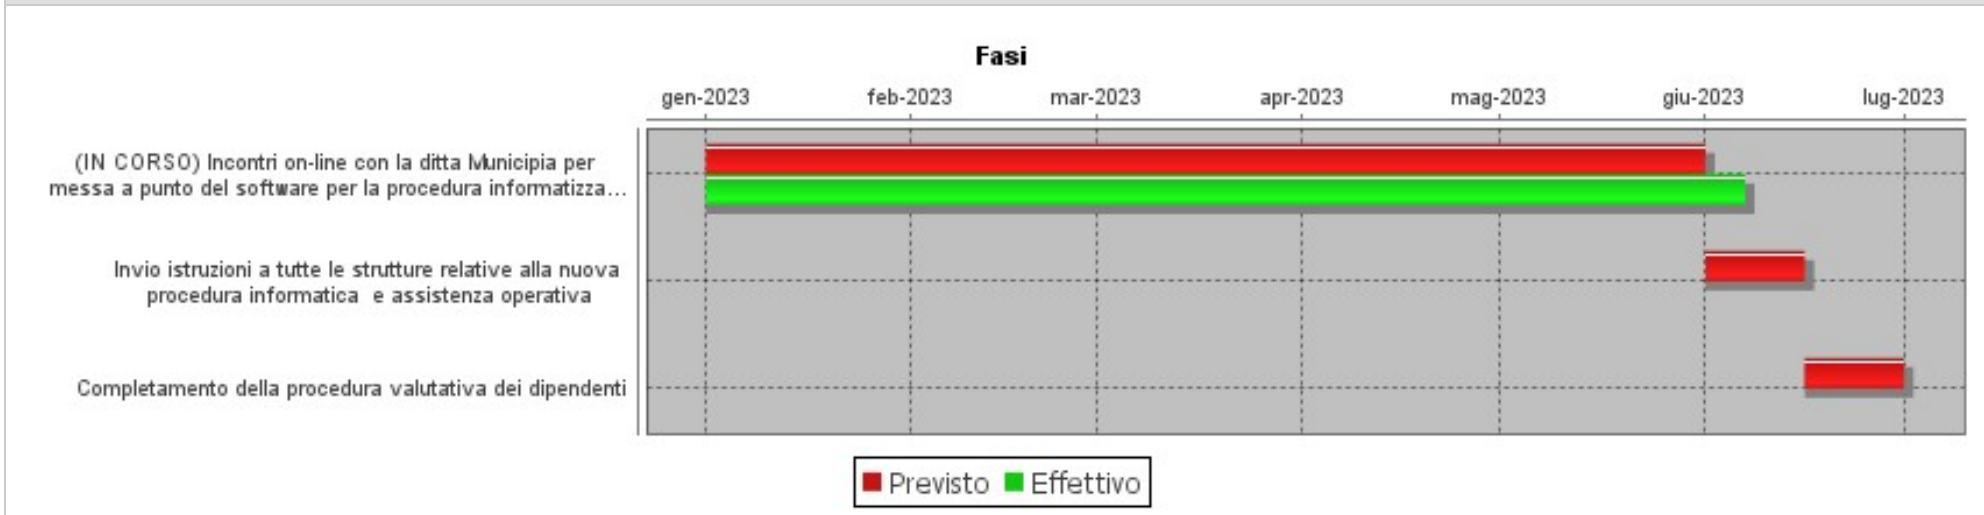 Fasi
gen-2023 feb-2023 mar-2023 apr-2023 mag-2023 giu-2023 lug-2023
(IN CORSO) Incontri on-line con la ditta Municipia per
messa a punto del software per la procedura informatizza...
Invio istruzioni a tutte le strutture relative alla nuova
procedura informatica e assistenza operativa
Completamento della procedura valutativa dei dipendenti
Previsto Effettivo